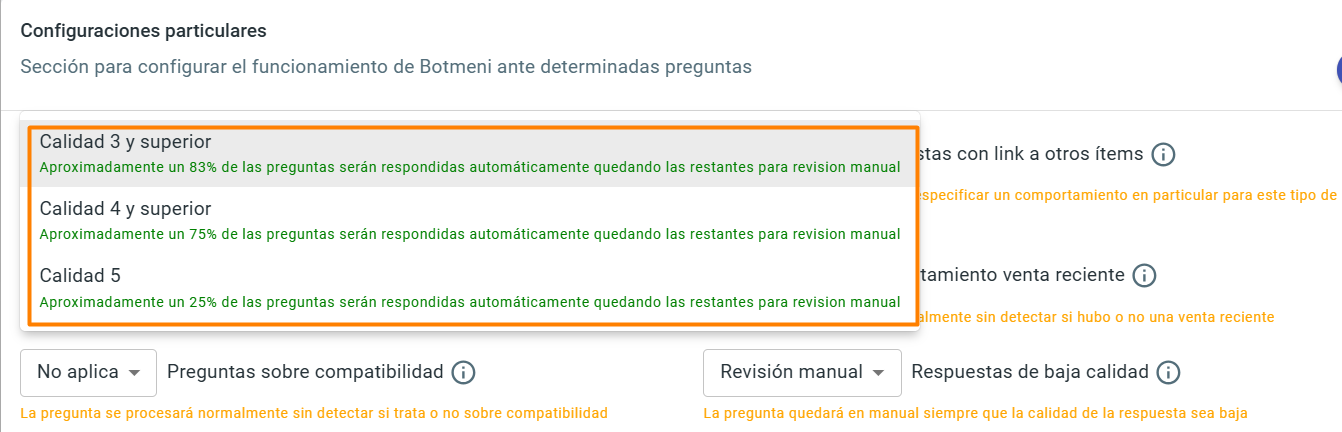 Configuraciones particulares
Sección para configurar el funcionamiento de Botmeni ante determinadas preguntas
Calidad 3 y superior
Aproximadamente un 83% de las preguntas serán respondidas automáticamente quedando las restantes para revision manual
Calidad 4 y superior
Aproximadamente un 75% de las preguntas serán respondidas automáticamente quedando las restantes para revision manual
Calidad 5
Aproximadamente un 25% de las preguntas serán respondidas automáticamente quedando las restantes para revision manual
con link a otros ítems
especificar un comportamiento en particular para este tipo de
venta reciente
sin detectar si hubo o no una venta reciente
No aplica
Preguntas sobre compatibilidad
La pregunta se procesará normalmente sin detectar si trata o no sobre compatibilidad
Revisión manual
Respuestas de baja calidad
La pregunta quedará en manual siempre que la calidad de la respuesta sea baja